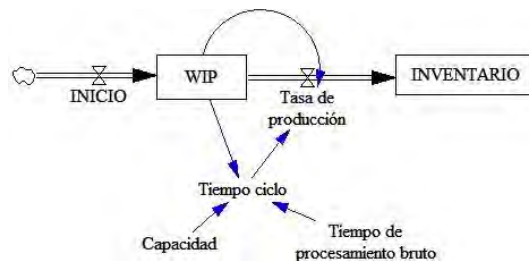 WIP
INVENTARIO
INICIO
Tasa de
producción
Tiempo ciclo
Capacidad
Tiempo de
procesamiento bruto